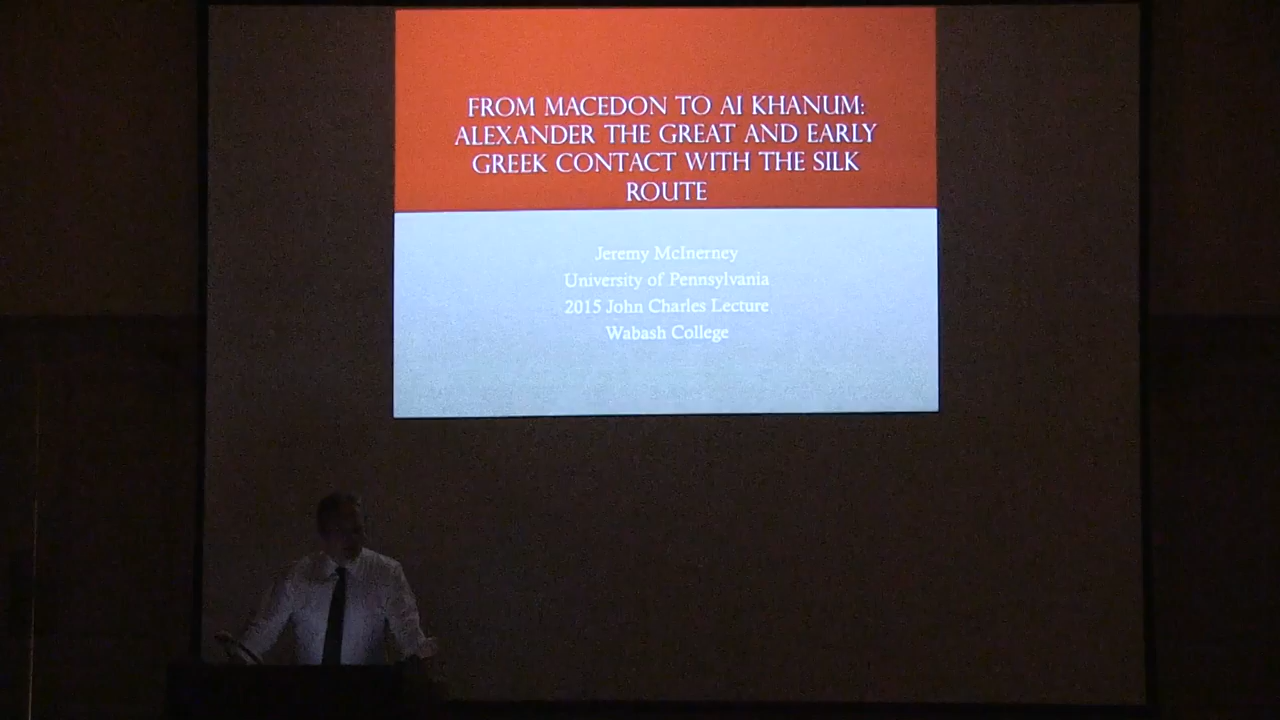 FROM MACEDON TO AI KHANUM:
ALEXANDER THE GREAT AND EARLY
GREEK CONTACT WITH THE SILK
ROUTE
Jeremy McInerney
University of Pennsylvania
2015 John Charles Lecture
Wabash College